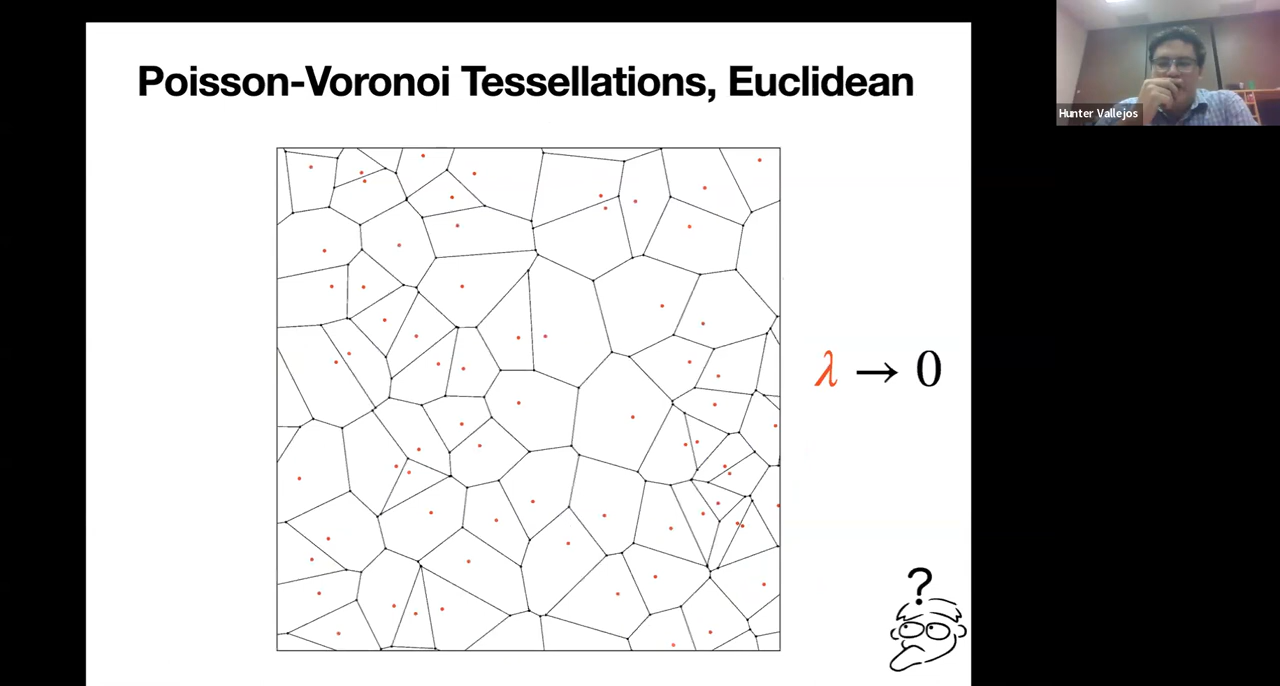 Poisson-Voronoi Tessellations, Euclidean
Hunter Vallejos
λ → 0
?